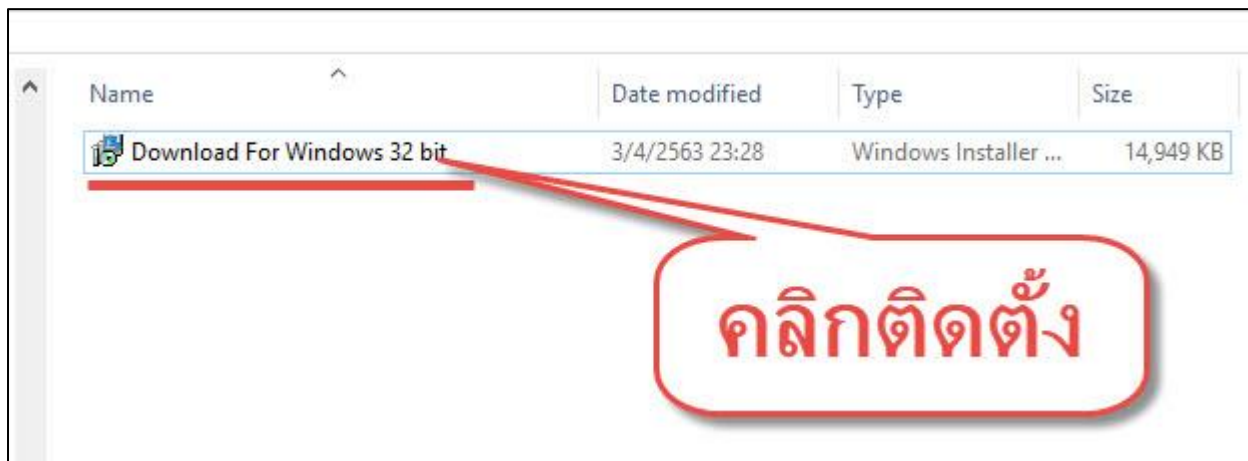 Name Date modified Type Size
Download For Windows 32 bit 3/4/2563 23:28 Windows Installer ... 14,949 KB
คลิกติดตั้ง